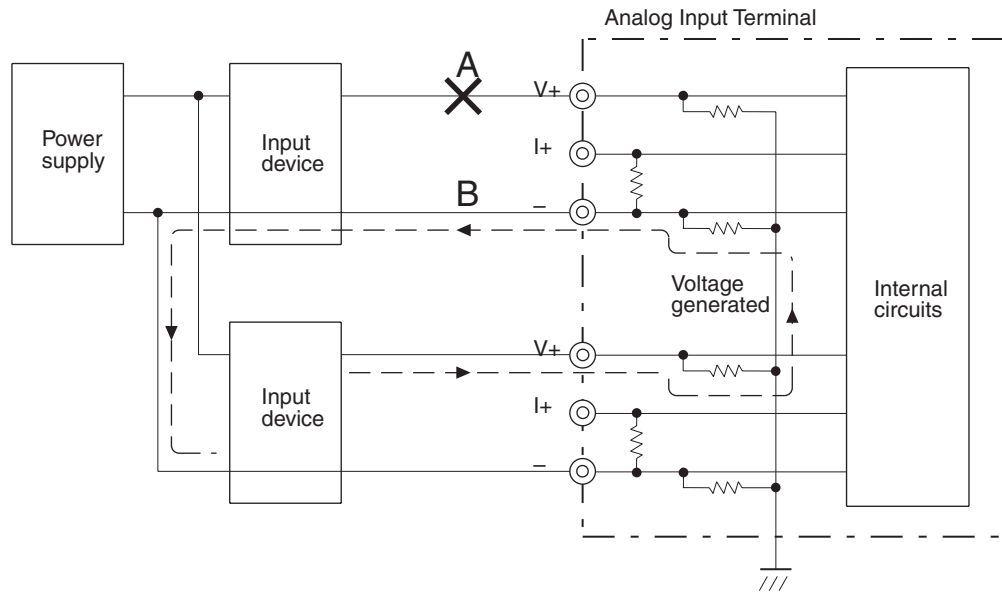 Analog Input Terminal
A
V+
Power
supply
Input
device
I+
B
–
Voltage
generated
Internal
circuits
V+
Input
device
I+
–